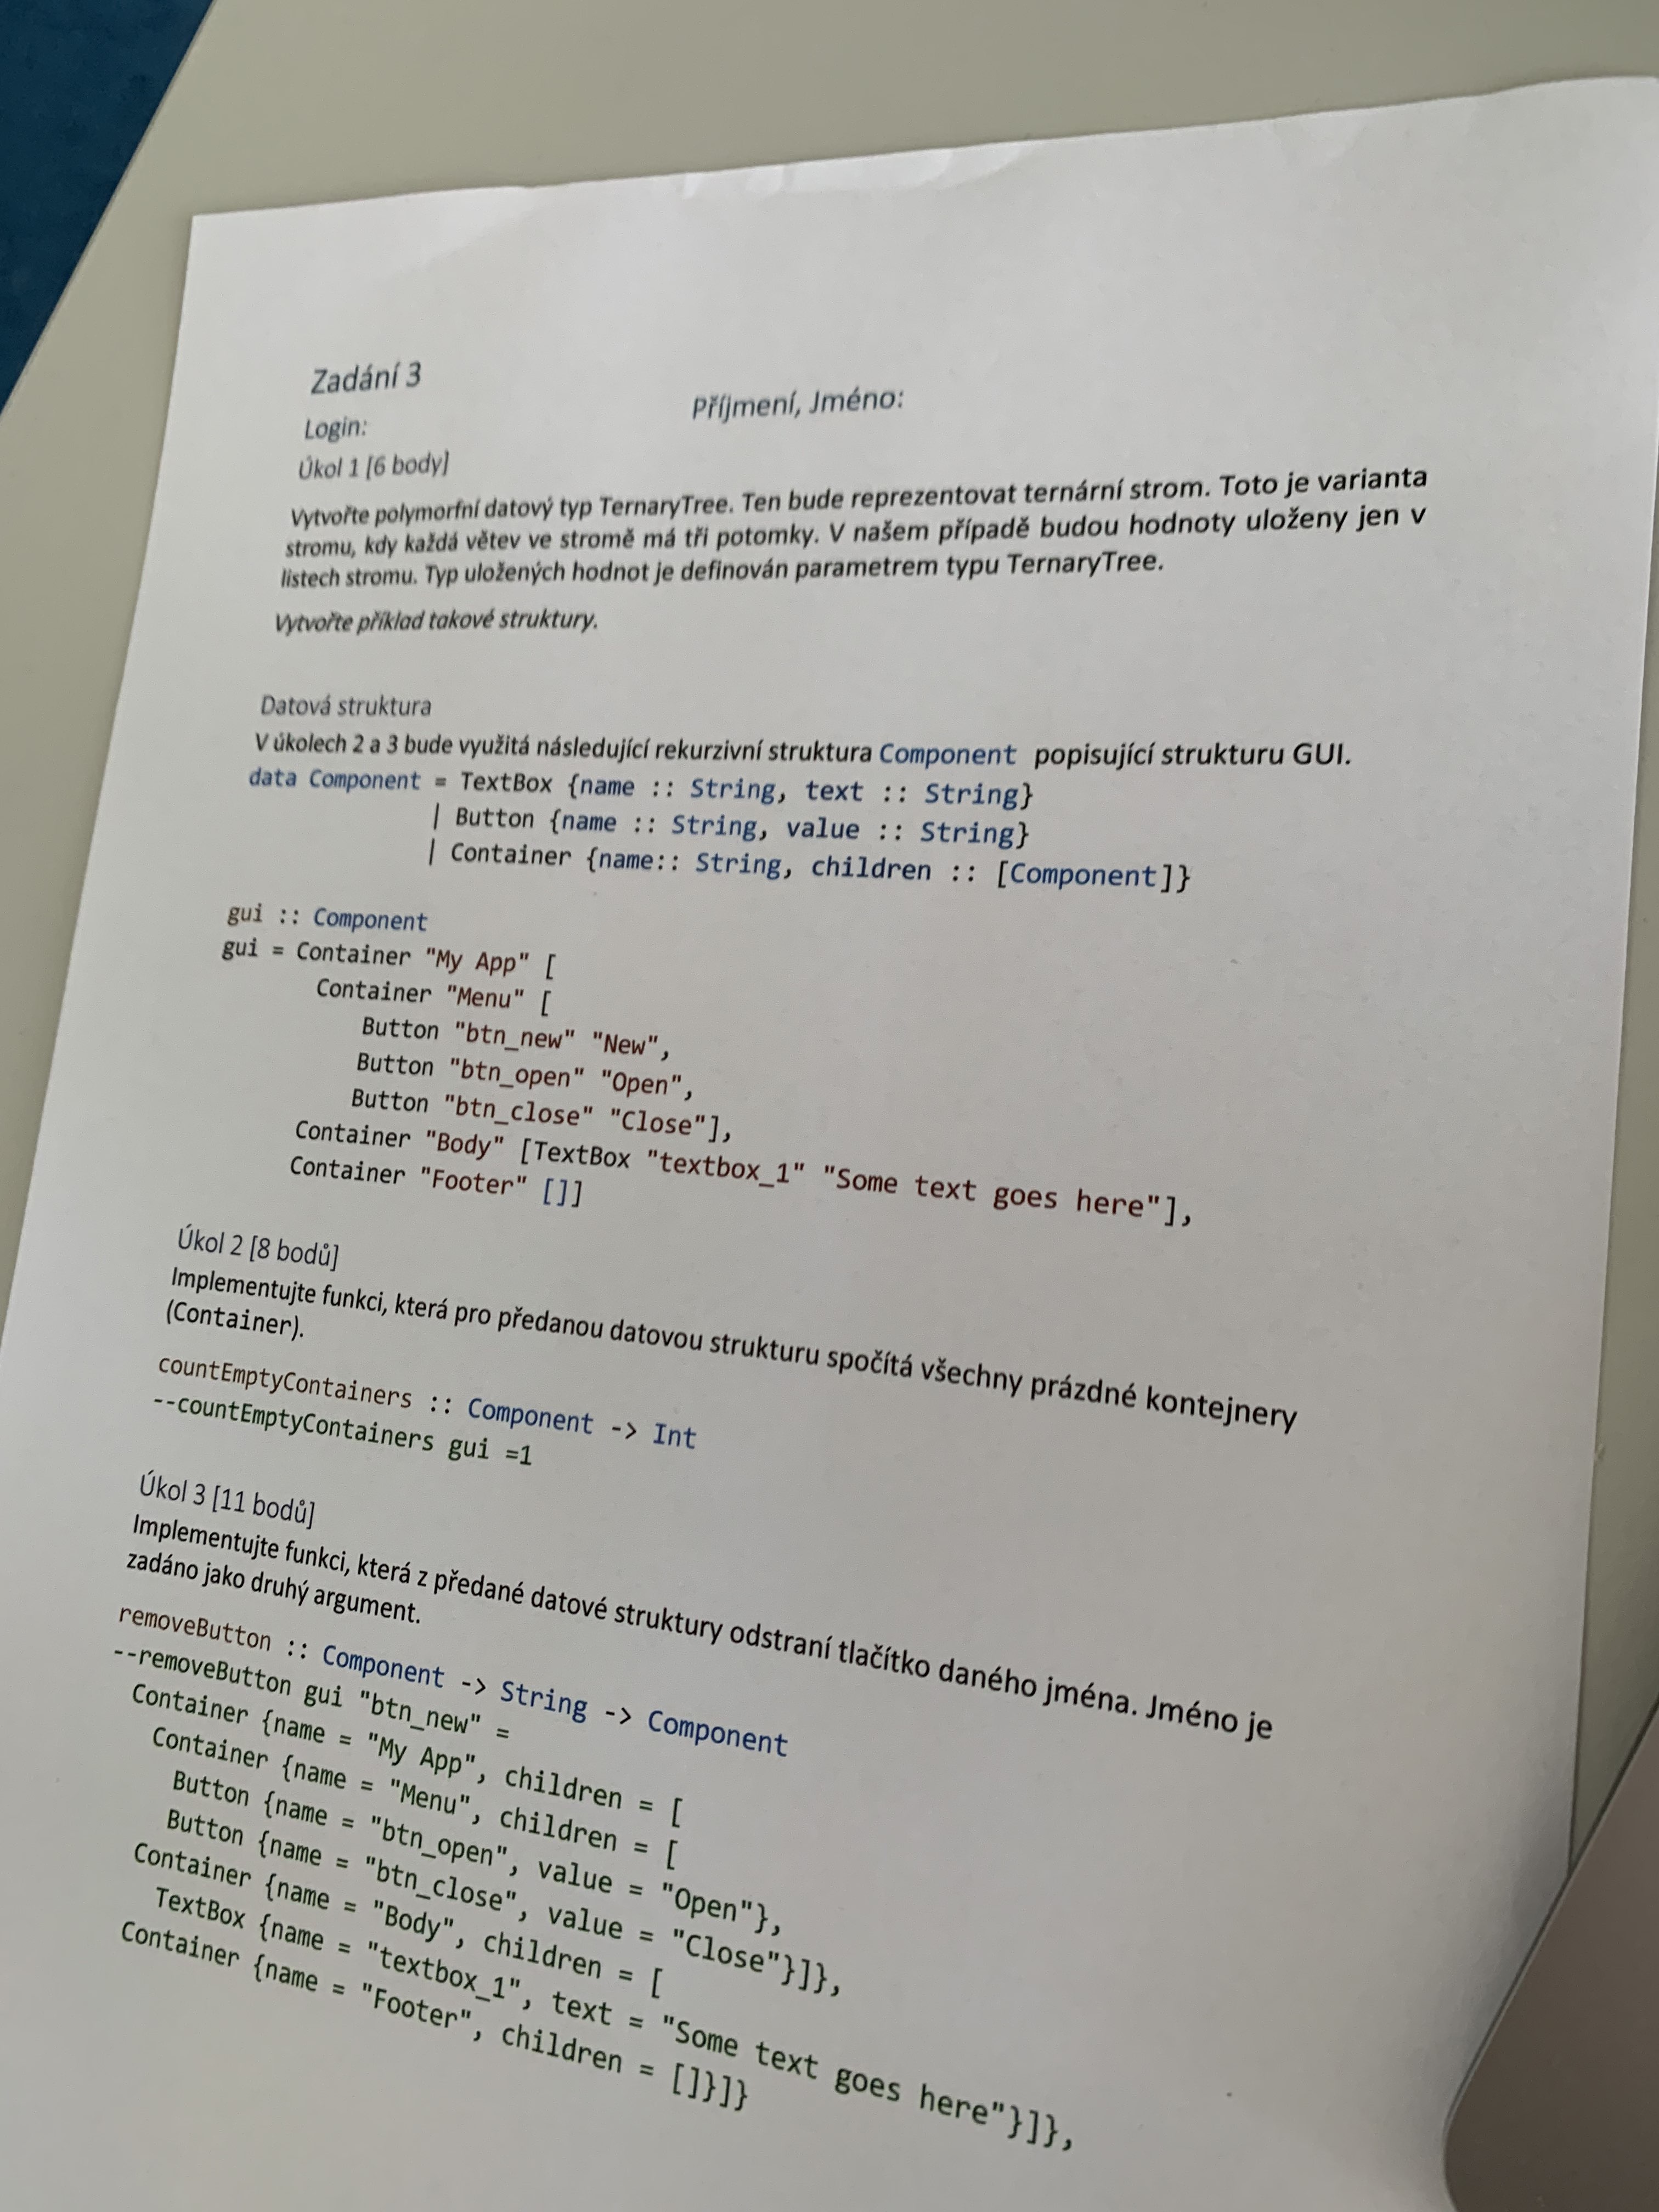 Zadání 3
Login: Příjmení, Jméno:
Úkol 1 [6 body]
Vytvořte polymorfní datový typ TernaryTree. Ten bude reprezentovat ternární strom. Toto je varianta
stromu, kdy každá větev ve stromě má tři potomky. V našem případě budou hodnoty uloženy jen v
listech stromu. Typ uložených hodnot je definován parametrem typu TernaryTree.
Vytvořte příklad takové struktury.
Datová struktura
V úkolech 2 a 3 bude využitá následující rekurzivní struktura Component popisující strukturu GUI.
data Component = TextBox {name :: String, text :: String}
| Button {name :: String, value :: String}
| Container {name:: String, children :: [Component]}
gui :: Component
gui = Container "My App" [
Container "Menu" [
Button "btn_new" "New",
Button "btn_open" "Open",
Button "btn_close" "Close"],
Container "Body" [TextBox "textbox_1" "Some text goes here"],
Container "Footer" []]
Úkol 2 [8 bodů]
Implementujte funkci, která pro předanou datovou strukturu spočítá všechny prázdné kontejnery
(Container).
countEmptyContainers :: Component -> Int
--countEmptyContainers gui =1
Úkol 3 [11 bodů]
Implementujte funkci, která z předané datové struktury odstraní tlačítko daného jména. Jméno je
zadáno jako druhý argument.
removeButton :: Component -> String -> Component
--removeButton gui "btn_new" =
Container {name = "My App", children = [
Container {name = "Menu", children = [
Button {name = "btn_open", value = "Open"},
Button {name = "btn_close", value = "Close"}]},
Container {name = "Body", children = [
TextBox {name = "textbox_1", text = "Some text goes here"}]},
Container {name = "Footer", children = []}]}